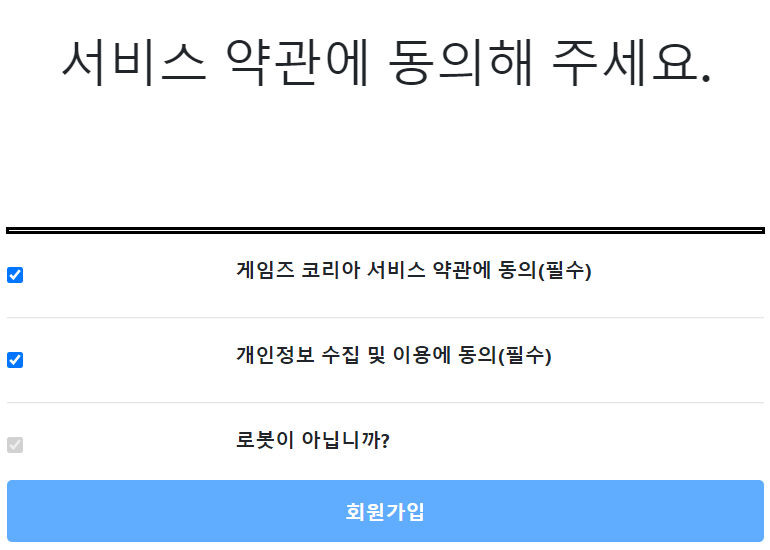 서비스 약관에 동의해 주세요.
게임즈 코리아 서비스 약관에 동의(필수)
개인정보 수집 및 이용에 동의(필수)
로봇이 아닙니까?
회원가입